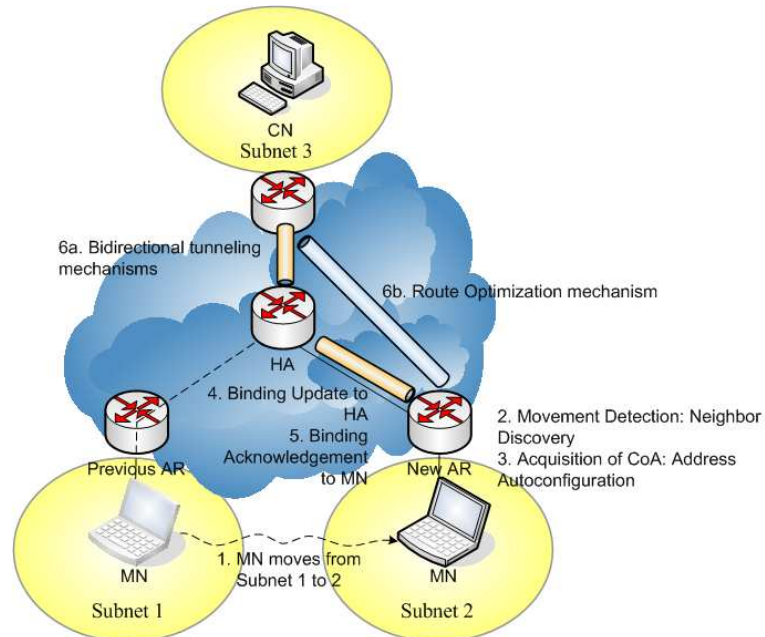 CN
Subnet 3
6a. Bidirectional tunneling
mechanisms
6b. Route Optimization mechanism
HA
4. Binding Update to
HA
5. Binding
Acknowledgement
to MN
2. Movement Detection: Neighbor
Discovery
3. Acquisition of CoA: Address
Autoconfiguration
Previous AR
New AR
MN
1. MN moves from
Subnet 1 to 2
MN
Subnet 1
Subnet 2